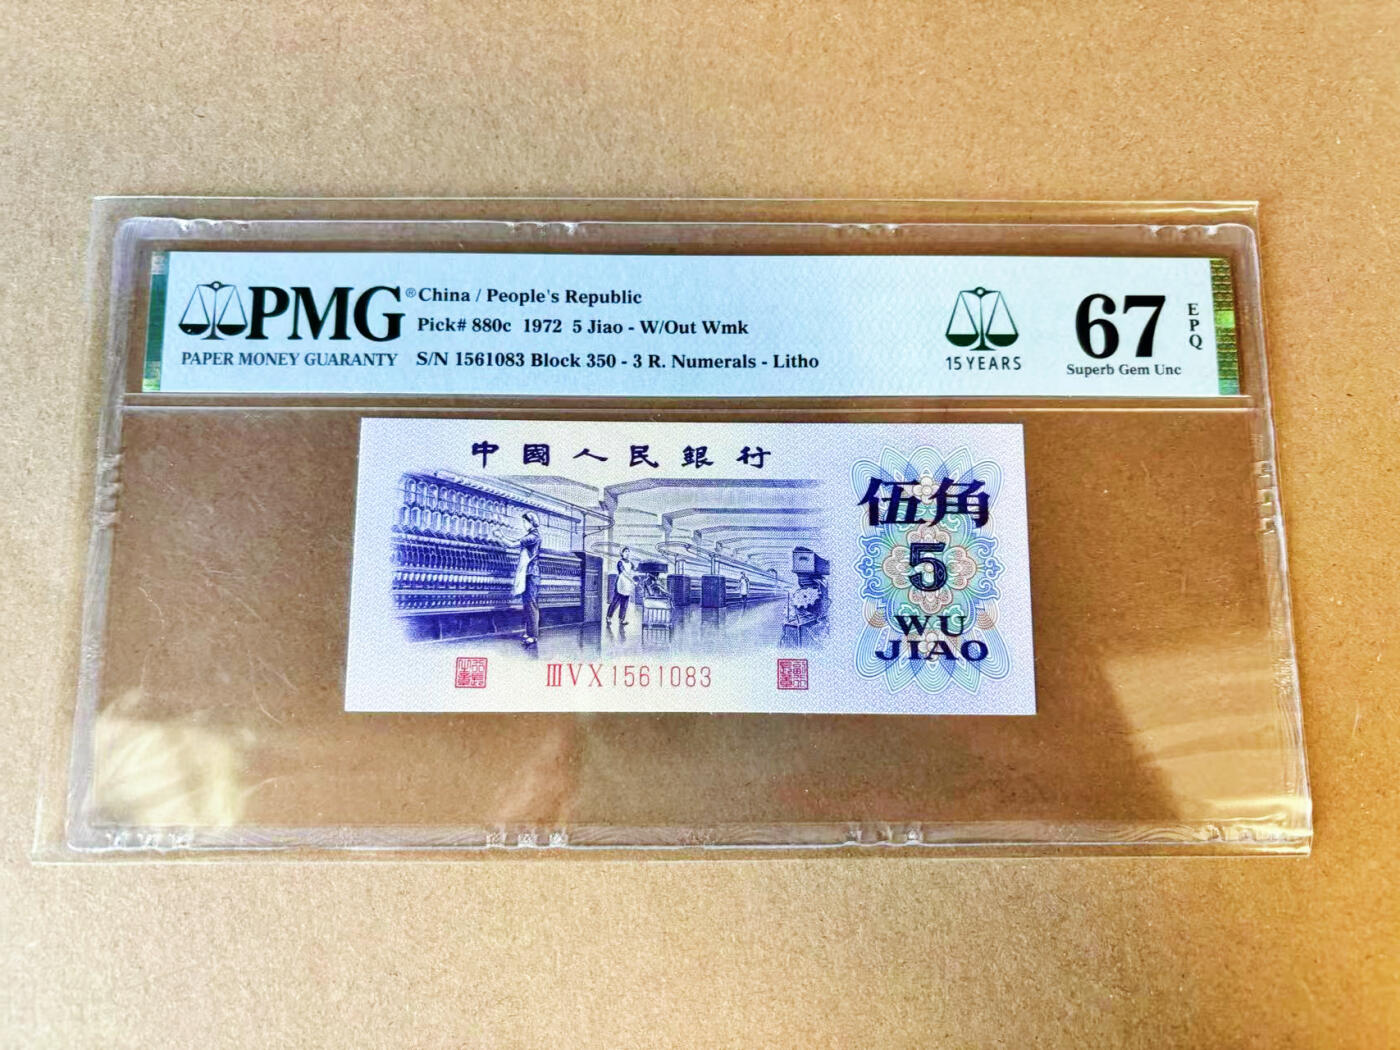 PMG®
PAPER MONEY GUARANTY
China / People's Republic
Pick# 880c 1972 5 Jiao - W/Out Wmk
S/N 1561083 Block 350 - 3 R. Numerals - Litho
15 YEARS
67
EPQ
Superb Gem Unc
中國人民銀行
伍角
5
WU
JIAO
ⅢⅤⅩ1561083